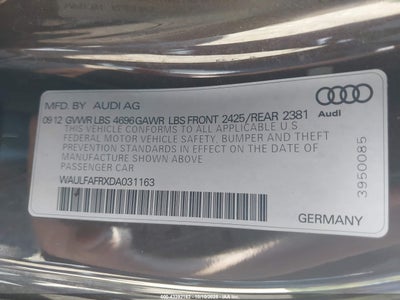 MFD. BY AUDI AG
Audi
09.12 GVWR LBS 4696 GAWR LBS FRONT 2425/REAR 2381
THIS VEHICLE CONFORMS TO ALL APPLICABLE U.S
FEDERAL MOTOR VEHICLE SAFETY, BUMPER AND THEFT
PREVENTION STANDARDS IN EFFECT ON THE DATE
OF MANUFACTURE SHOWN ABOVE
PASSENGER CAR
WAULFAFRXDA031163
3950085
GERMANY